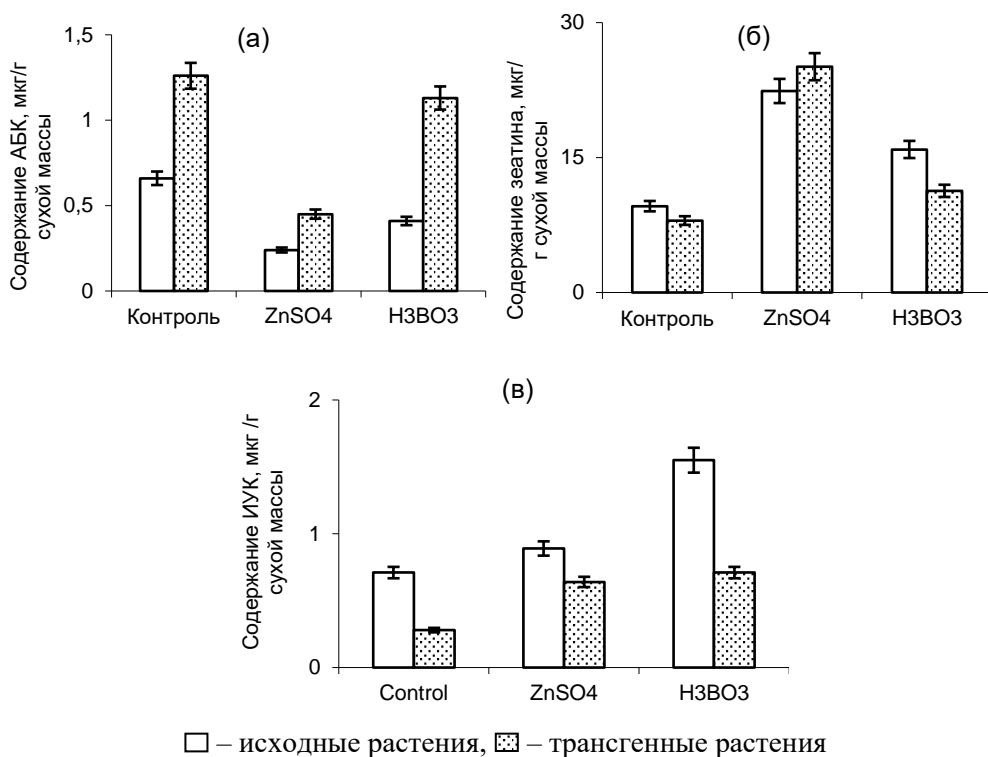 (а)
Содержание АБК, мкг/г
сухой массы
1,5
1
0,5
0
Контроль
ZnSO4
H3BO3
(б)
Содержание зеатина, мкг/
г сухой массы
30
15
0
Контроль
ZnSO4
H3BO3
(в)
Содержание ИУК, мкг /г
сухой массы
2
1
0
Control
ZnSO4
H3BO3
– исходные растения, – трансгенные растения